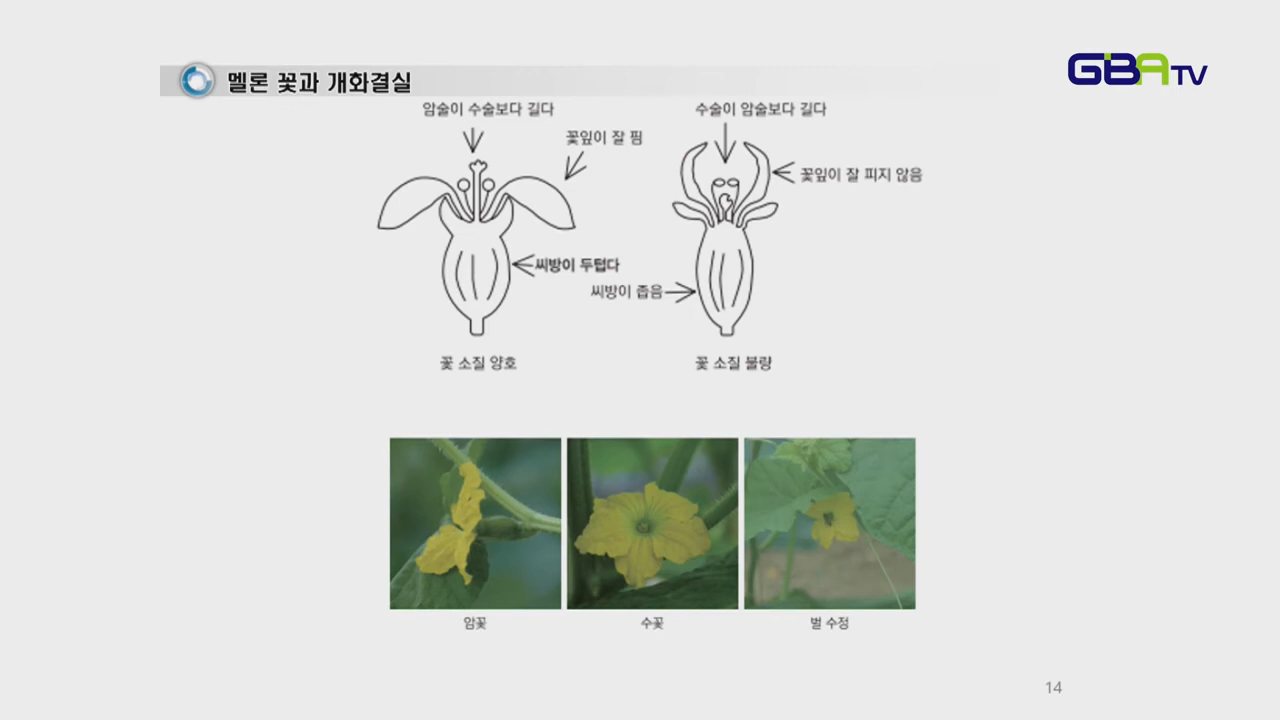 GBA TV
멜론 꽃과 개화결실
암술이 수술보다 길다
수술이 암술보다 길다
꽃잎이 잘 핌
꽃잎이 잘 피지 않음
씨방이 두텁다
씨방이 좁음
꽃 소질 양호
꽃 소질 불량
암꽃
수꽃
벌 수정
14